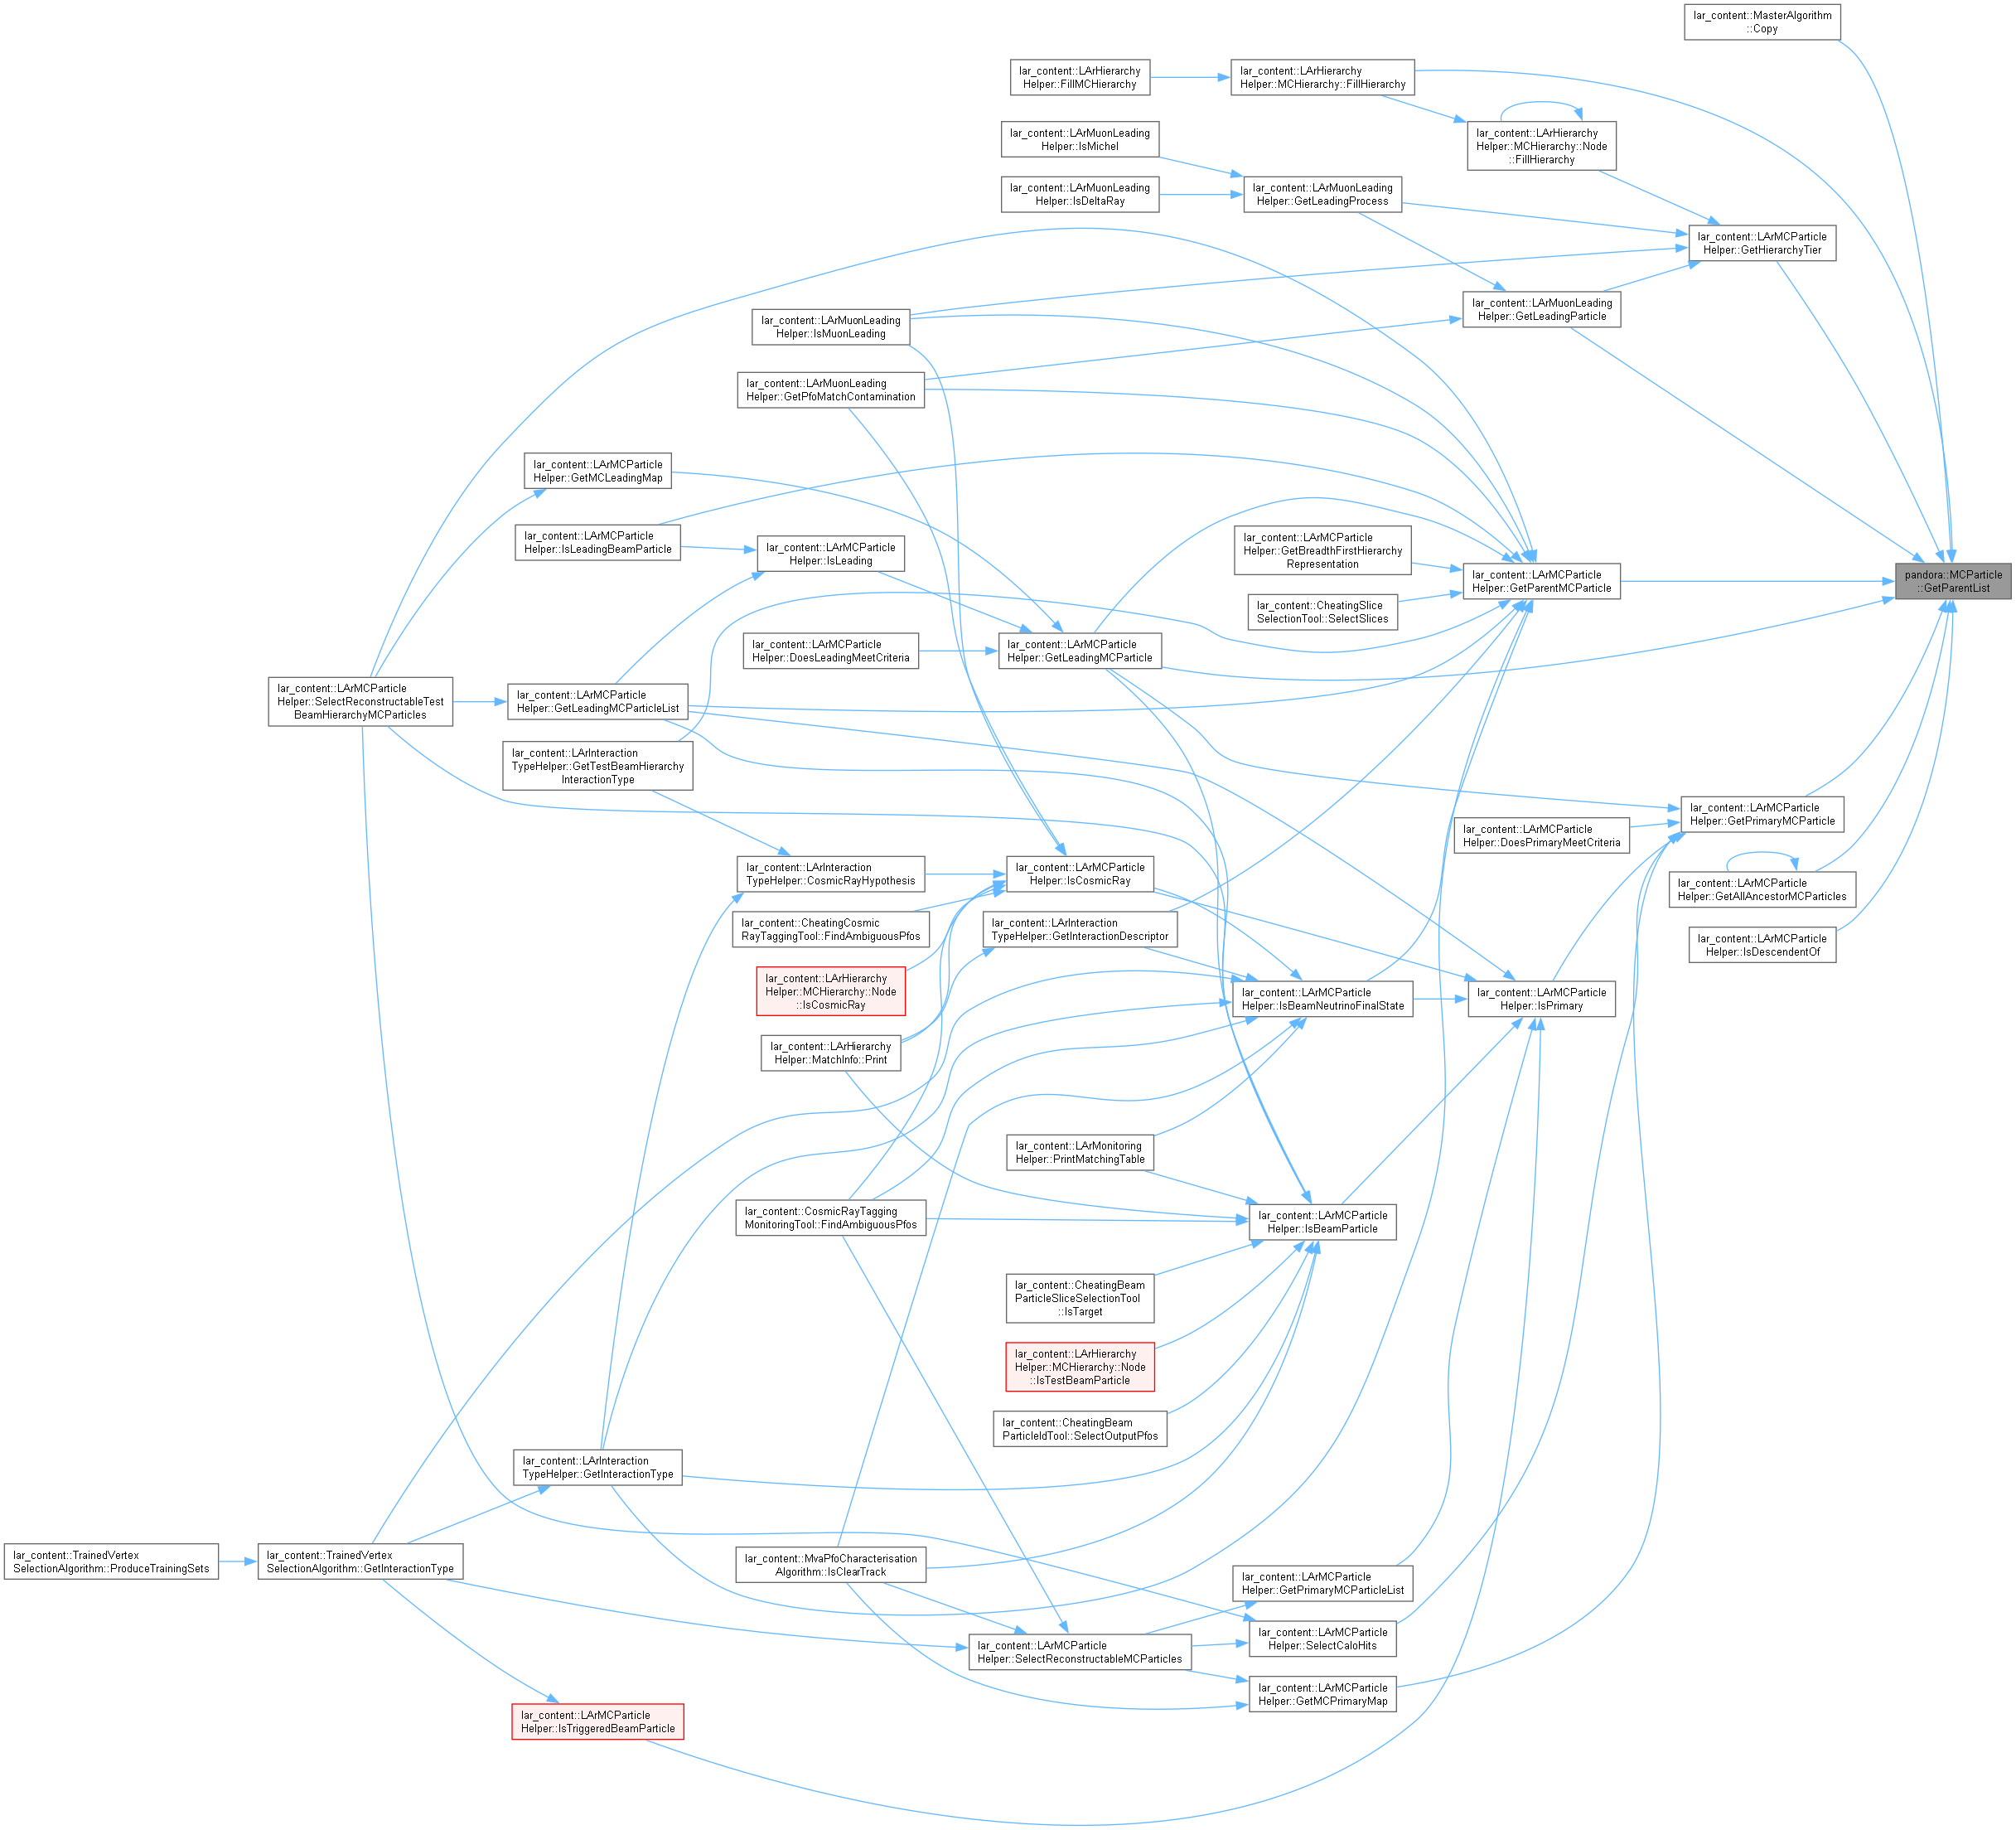 lar_content::MasterAlgorithm
::Copy
lar_content::LArHierarchy
Helper::FillMCHierarchy
lar_content::LArHierarchy
Helper::MCHierarchy::FillHierarchy
lar_content::LArMuonLeading
Helper::IsMichel
lar_content::LArHierarchy
Helper::MCHierarchy::Node
::FillHierarchy
lar_content::LArMuonLeading
Helper::IsDeltaRay
lar_content::LArMuonLeading
Helper::GetLeadingProcess
lar_content::LArMCParticle
Helper::GetHierarchyTier
lar_content::LArMuonLeading
Helper::IsMuonLeading
lar_content::LArMuonLeading
Helper::GetLeadingParticle
lar_content::LArMuonLeading
Helper::GetPfoMatchContamination
lar_content::LArMCParticle
Helper::GetMCLeadingMap
lar_content::LArMCParticle
Helper::IsLeadingBeamParticle
lar_content::LArMCParticle
Helper::IsLeading
lar_content::LArMCParticle
Helper::GetBreadthFirstHierarchy
Representation
lar_content::LArMCParticle
Helper::GetParentMCParticle
pandora::MCParticle
::GetParentList
lar_content::CheatingSlice
SelectionTool::SelectSlices
lar_content::LArMCParticle
Helper::DoesLeadingMeetCriteria
lar_content::LArMCParticle
Helper::GetLeadingMCParticle
lar_content::LArMCParticle
Helper::SelectReconstructableTest
BeamHierarchyMCParticles
lar_content::LArMCParticle
Helper::GetLeadingMCParticleList
lar_content::LArInteraction
TypeHelper::GetTestBeamHierarchy
InteractionType
lar_content::LArMCParticle
Helper::GetPrimaryMCParticle
lar_content::LArMCParticle
Helper::DoesPrimaryMeetCriteria
lar_content::LArInteraction
TypeHelper::CosmicRayHypothesis
lar_content::LArMCParticle
Helper::IsCosmicRay
lar_content::LArMCParticle
Helper::GetAllAncestorMCParticles
lar_content::CheatingCosmic
RayTaggingTool::FindAmbiguousPfos
lar_content::LArInteraction
TypeHelper::GetInteractionDescriptor
lar_content::LArMCParticle
Helper::IsDescendentOf
lar_content::LArHierarchy
Helper::MCHierarchy::Node
::IsCosmicRay
lar_content::LArMCParticle
Helper::IsBeamNeutrinoFinalState
lar_content::LArMCParticle
Helper::IsPrimary
lar_content::LArHierarchy
Helper::MatchInfo::Print
lar_content::LArMonitoring
Helper::PrintMatchingTable
lar_content::CosmicRayTagging
MonitoringTool::FindAmbiguousPfos
lar_content::LArMCParticle
Helper::IsBeamParticle
lar_content::CheatingBeam
ParticleSliceSelectionTool
::IsTarget
lar_content::LArHierarchy
Helper::MCHierarchy::Node
::IsTestBeamParticle
lar_content::CheatingBeam
ParticleIdTool::SelectOutputPfos
lar_content::LArInteraction
TypeHelper::GetInteractionType
lar_content::TrainedVertex
SelectionAlgorithm::ProduceTrainingSets
lar_content::TrainedVertex
SelectionAlgorithm::GetInteractionType
lar_content::MvaPfoCharacterisation
Algorithm::IsClearTrack
lar_content::LArMCParticle
Helper::GetPrimaryMCParticleList
lar_content::LArMCParticle
Helper::SelectCaloHits
lar_content::LArMCParticle
Helper::SelectReconstructableMCParticles
lar_content::LArMCParticle
Helper::GetMCPrimaryMap
lar_content::LArMCParticle
Helper::IsTriggeredBeamParticle